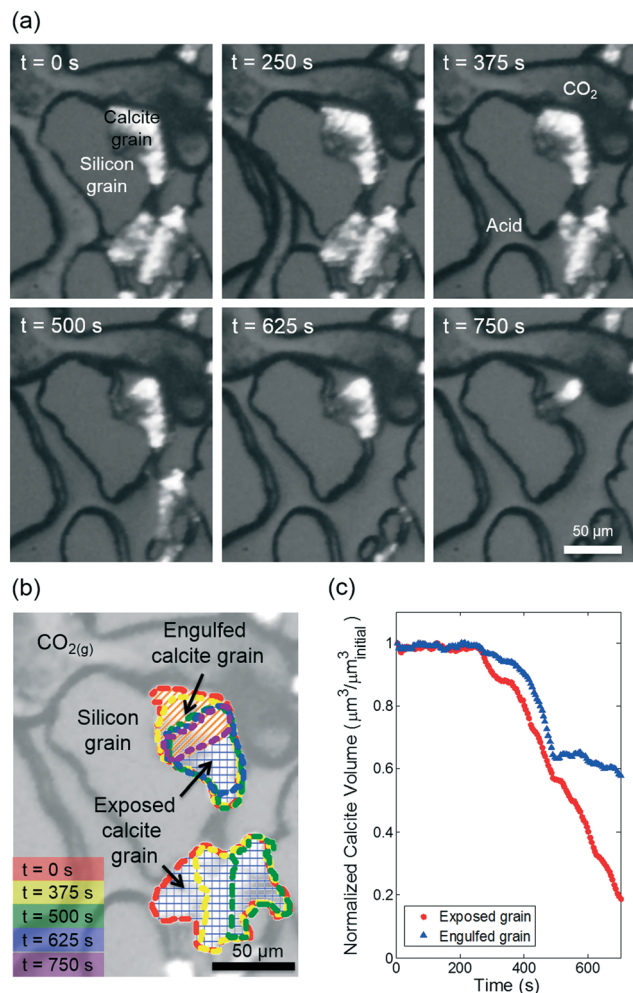 (a)
t = 0 s
t = 250 s
t = 375 s
CO2
Calcite
grain
Silicon
grain
Acid
t = 500 s
t = 625 s
t = 750 s
50 µm
(b)
CO2(g)
Engulfed
calcite grain
Silicon
grain
Exposed
calcite
grain
t = 0 s
t = 375 s
t = 500 s
t = 625 s
t = 750 s
50 µm
(c)
Normalized Calcite Volume (µm³/µm³initial)
1
0.8
0.6
0.4
0.2
0
0
200
400
600
Exposed grain
Engulfed grain
Time (s)